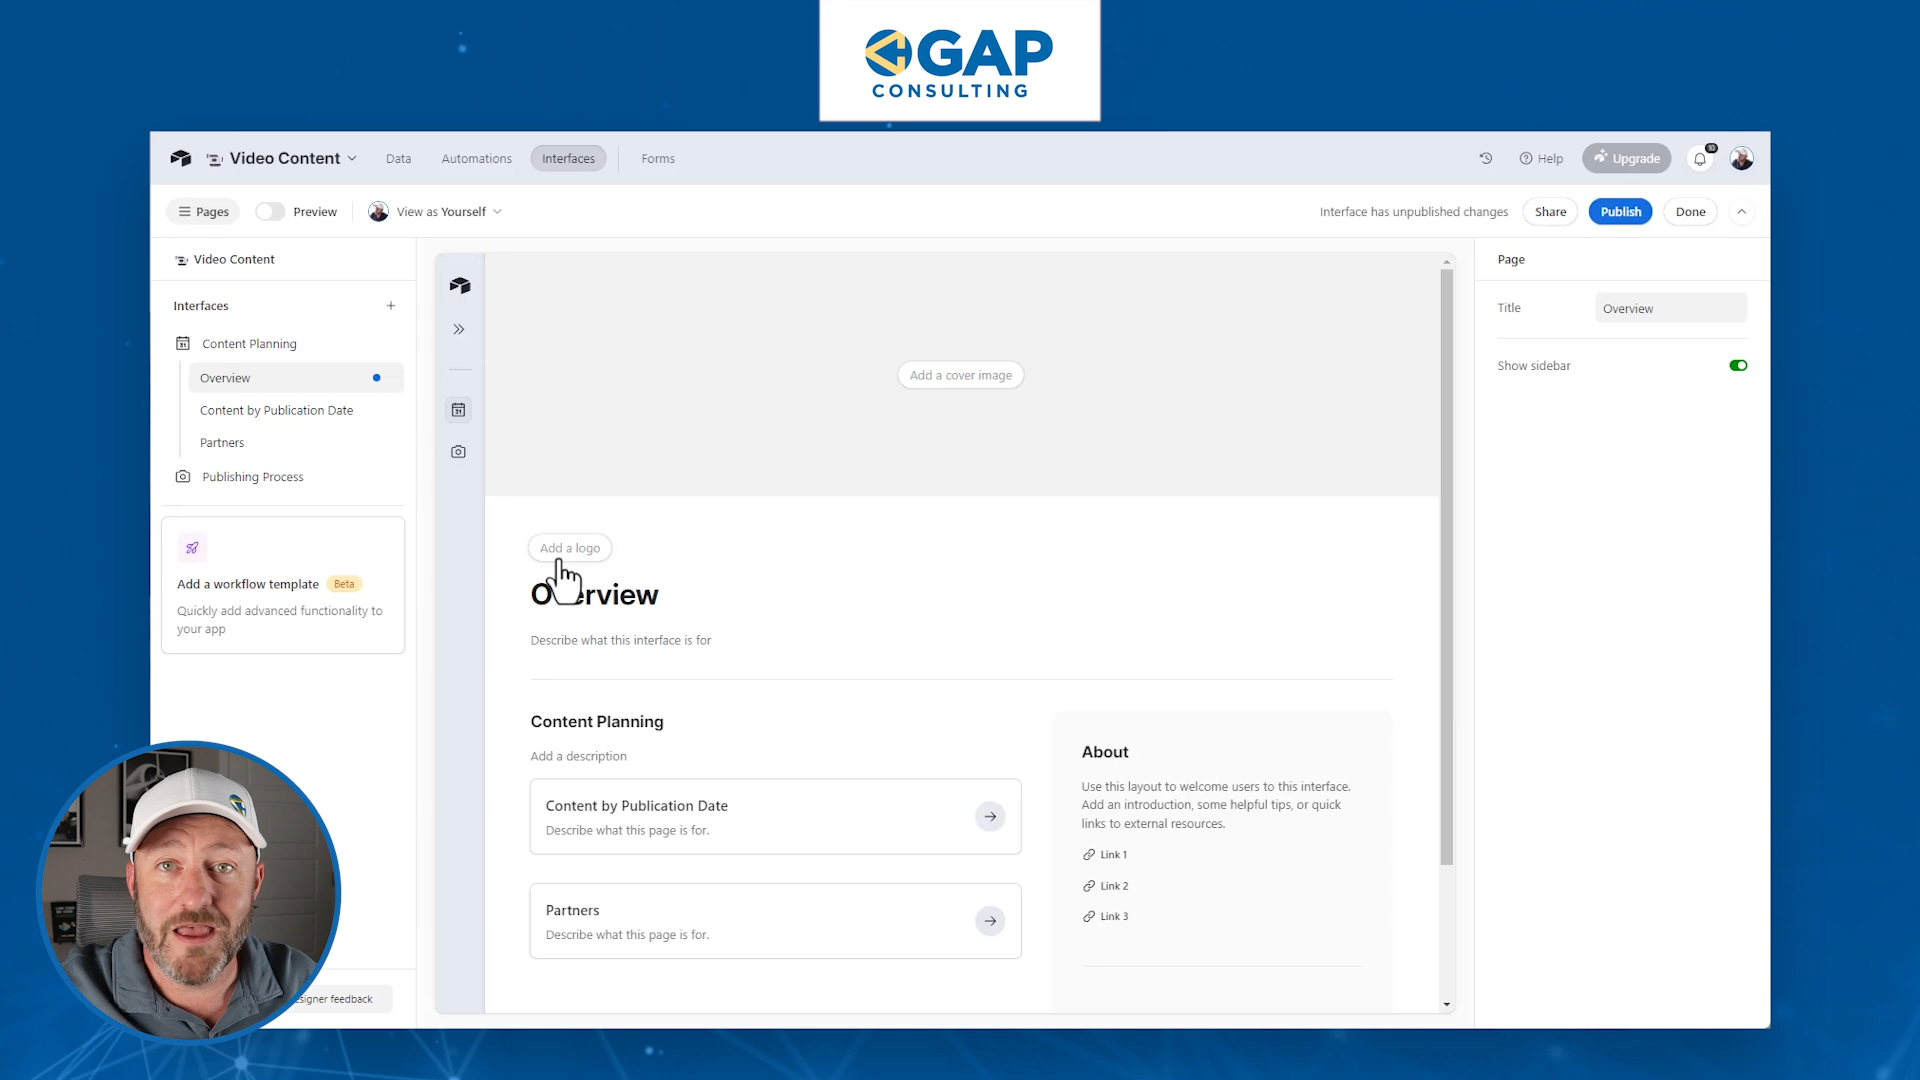 GAP
CONSULTING
Video Content
Data
Automations
Interfaces
Forms
Help
Upgrade
10
Pages
Preview
View as Yourself
Interface has unpublished changes
Share
Publish
Done
Video Content
Interfaces
Content Planning
Overview
Content by Publication Date
Partners
Publishing Process
Add a workflow template
Beta
Quickly add advanced functionality to
your app
esigner feedback
31
Add a cover image
Add a logo
Overview
Describe what this interface is for
Content Planning
Add a description
Content by Publication Date
Describe what this page is for.
Partners
Describe what this page is for.
About
Use this layout to welcome users to this interface.
Add an introduction, some helpful tips, or quick
links to external resources.
Link 1
Link 2
Link 3
Page
Title
Overview
Show sidebar